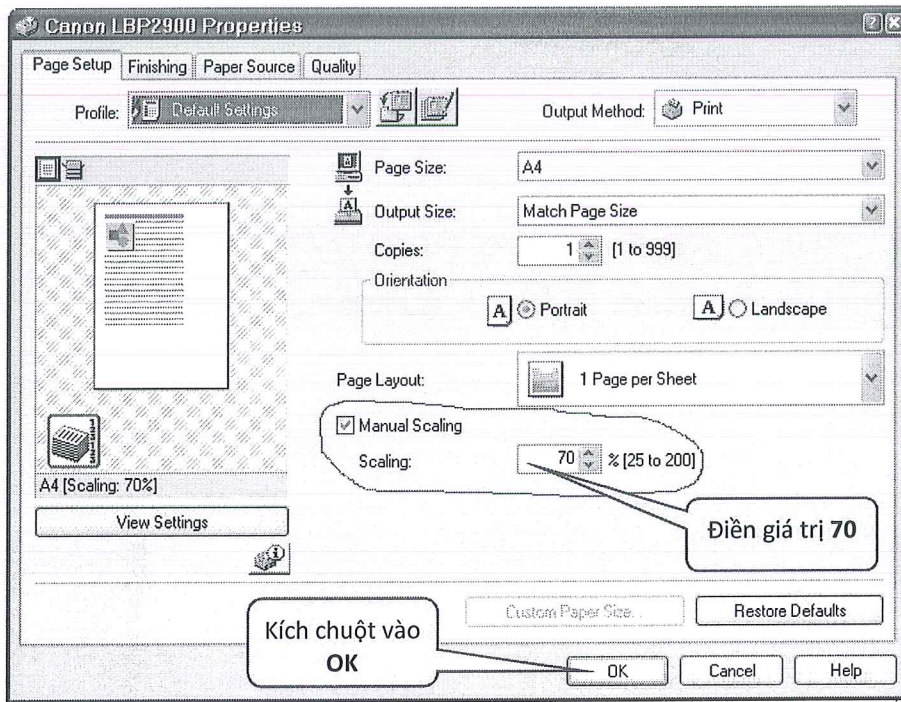 Canon LBP2900 Properties
Page Setup Finishing Paper Source Quality
Profile: Default Settings Output Method: Print
Page Size: A4
Output Size: Match Page Size
Copies: 1 [1 to 999]
Orientation
A Portrait A Landscape
Page Layout: 1 Page per Sheet
Manual Scaling
Scaling: 70 % [25 to 200]
A4 [Scaling: 70%]
View Settings
Điền giá trị 70
Custom Paper Size... Restore Defaults
Kích chuột vào
OK
OK Cancel Help